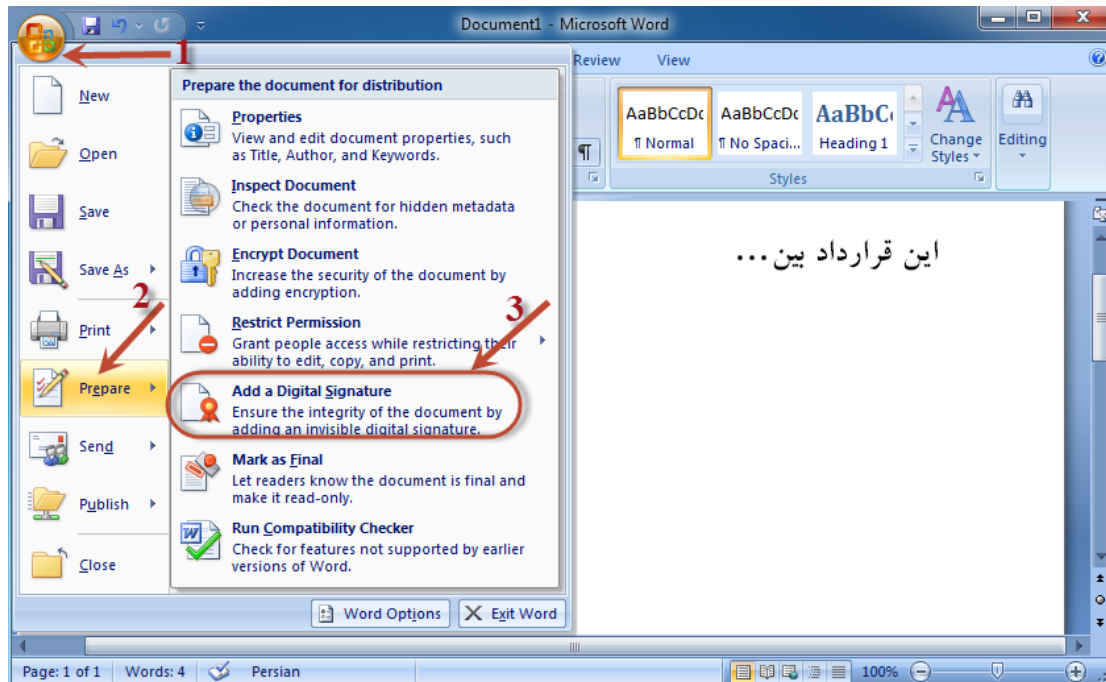 Document1 - Microsoft Word
1
Review View
New
Open
Save
Save As
2
Print
Prepare
Send
Publish
Close
Prepare the document for distribution
Properties
View and edit document properties, such
as Title, Author, and Keywords.
Inspect Document
Check the document for hidden metadata
or personal information.
Encrypt Document
Increase the security of the document by
adding encryption.
3
Restrict Permission
Grant people access while restricting their
ability to edit, copy, and print.
Add a Digital Signature
Ensure the integrity of the document by
adding an invisible digital signature.
Mark as Final
Let readers know the document is final and
make it read-only.
Run Compatibility Checker
Check for features not supported by earlier
versions of Word.
Word Options Exit Word
AaBbCcDc AaBbCcDc AaBbC
¶ Normal ¶ No Spaci... Heading 1
Change
Styles
Editing
Styles
این قرارداد بین...
Page: 1 of 1 Words: 4 Persian 100%